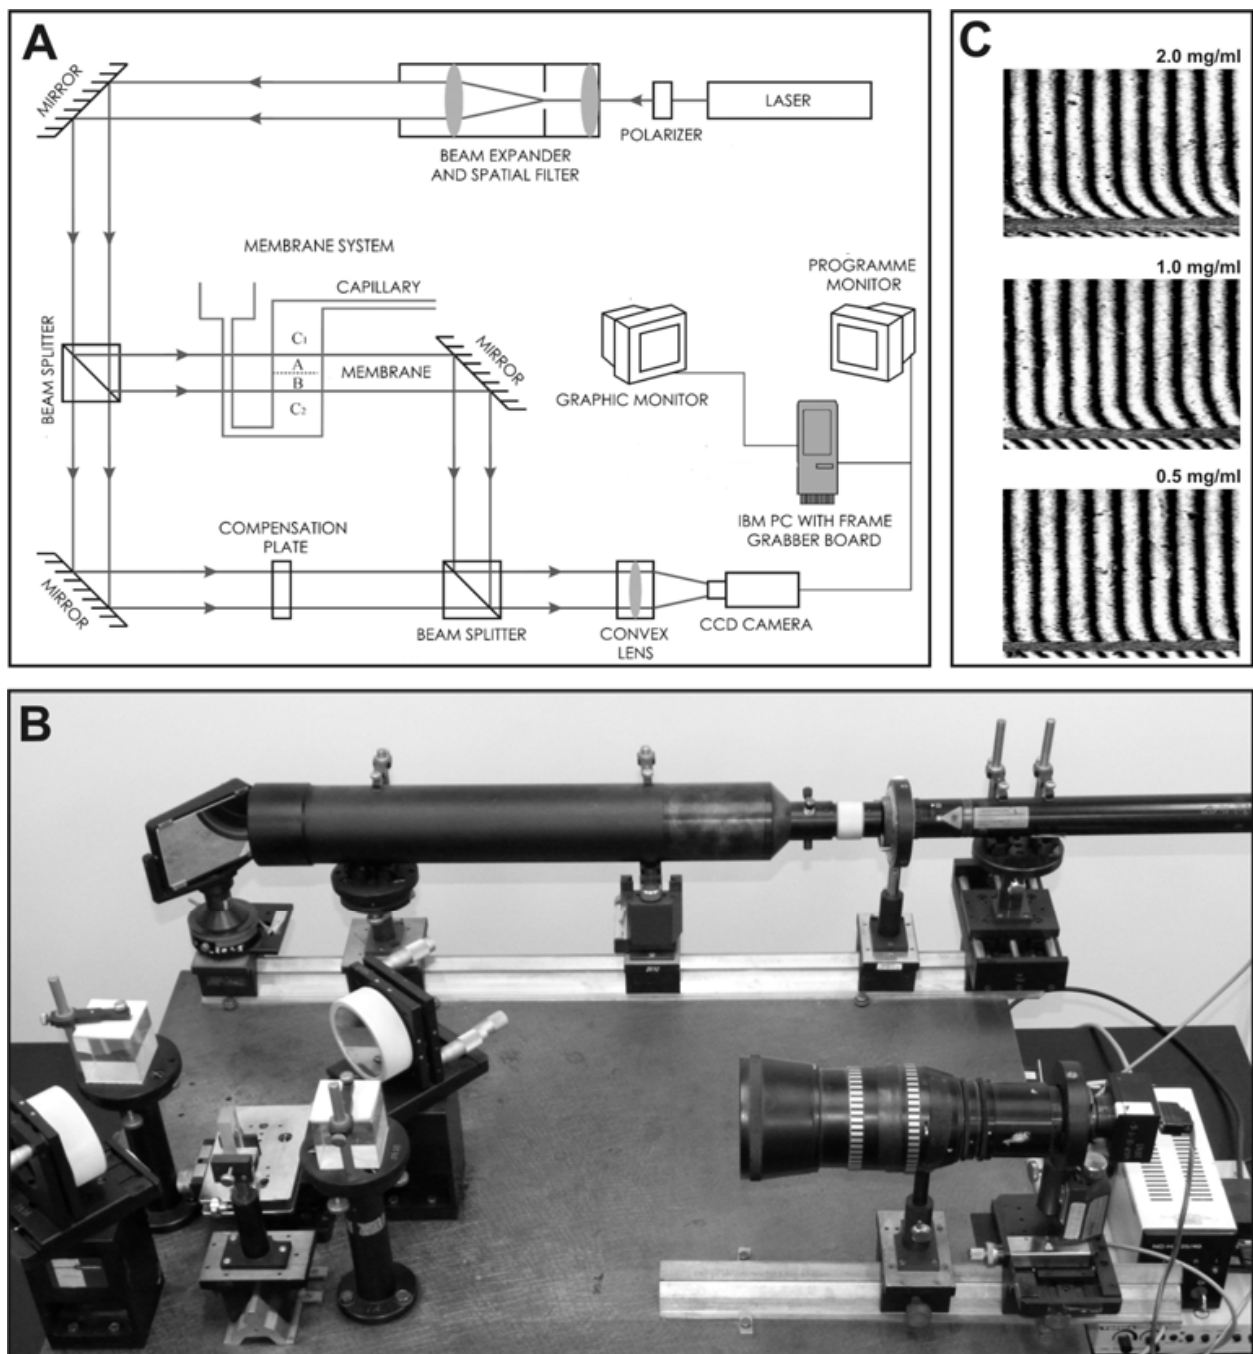 A
MIRROR
LASER
POLARIZER
BEAM EXPANDER
AND SPATIAL FILTER
MEMBRANE SYSTEM
CAPILLARY
PROGRAMME
MONITOR
BEAM SPLITTER
C1
A
B
C2
MEMBRANE
MIRROR
GRAPHIC MONITOR
IBM PC WITH FRAME
GRABBER BOARD
COMPENSATION
PLATE
MIRROR
BEAM SPLITTER
CONVEX
LENS
CCD CAMERA
C
2.0 mg/ml
1.0 mg/ml
0.5 mg/ml
B